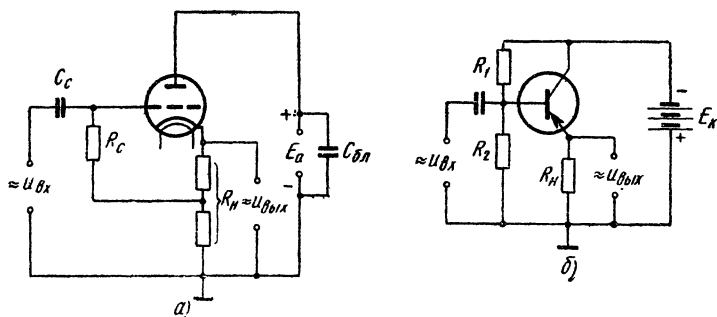 C_c
R_c
≈u_вх
+
E_a
−
C_бл
R_н
≈u_вых
а)
R_1
R_2
≈u_вх
R_н
≈u_вых
−
E_к
+
б)